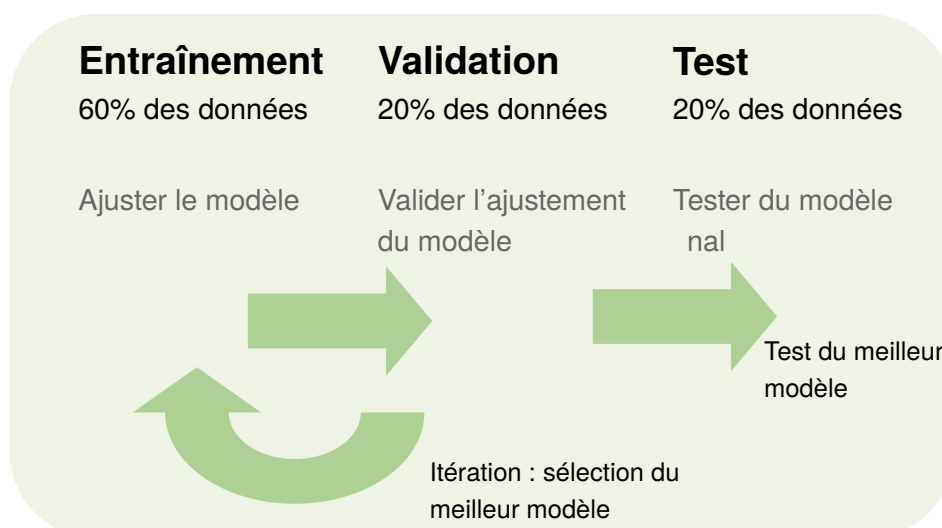 Entraînement
60% des données
Ajuster le modèle
Validation
20% des données
Valider l'ajustement
du modèle
Test
20% des données
Tester du modèle
nal
Test du meilleur
modèle
Itération : sélection du
meilleur modèle